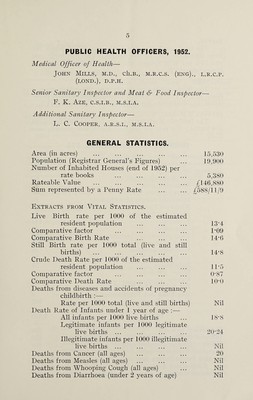 5
PUBLIC HEALTH OFFICERS, 1952.
Medical Officer of Health—
JOHN MILLS, M.D., ch.B., M.R.C.S. (ENG)., L.R.C.P.
(LOND.), D.P.H.
Senior Sanitary Inspector and Meat & Food Inspector—
F. K. AZE, C.S.I.B., M.S.I.A.
Additional Sanitary Inspector—
L. C. COOPER, A.R.S.I., M.S.I.A.
GENERAL STATISTICS.
Area (in acres) ... ... ... ... ... 15,530
Population (Registrar General's Figures) ... 19,900
Number of Inhabited Houses (end of 1952) per
rate books ... ... ... ... 5,380
Rateable Value ... ... ... ... ... £146,880
Sum represented by a Penny Rate ... ... £588/11/9
EXTRACTS FROM VITAL STATISTICS.
Live Birth rate per 1000 of the estimated
resident population ... ... ... 13·4
Comparative factor ... ... ... ... 1·09
Comparative Birth Rate ... ... ... 14·6
Still Birth rate per 1000 total (live and still
births) ... ... ... ... ... 14·8
Crude Death Rate per 1000 of the estimated
resident population ... ... ... 11·5
Comparative factor ... ... ... ... 0·87
Comparative Death Rate ... ... ... 10·0
Deaths from diseases and accidents of pregnancy
childbirth :—
Rate per 1000 total (live and still births) Nil
Death Rate of Infants under 1 year of age :—
All infants per 1000 live births ... ... 18·8
Legitimate infants per 1000 legitimate
live births ... ... ... ... 20·24
Illegitimate infants per 1000 illegitimate
live births ... ... ... ... Nil
Deaths from Cancer (all ages) ... ... ... 20
Deaths from Measles (all ages) ... ... ... Nil
Deaths from Whooping Cough (all ages) ... Nil
Deaths from Diarrhoea (under 2 years of age) Nil